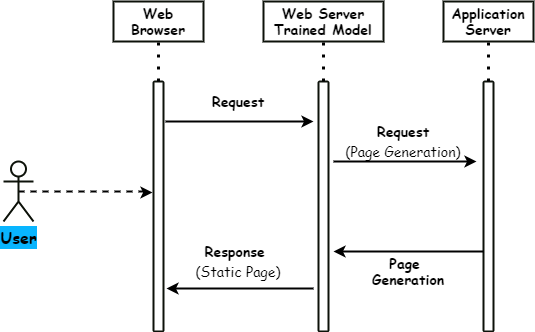 Web
Browser
Web Server
Trained Model
Application
Server
Request
Request
(Page Generation)
User
Response
(Static Page)
Page
Generation